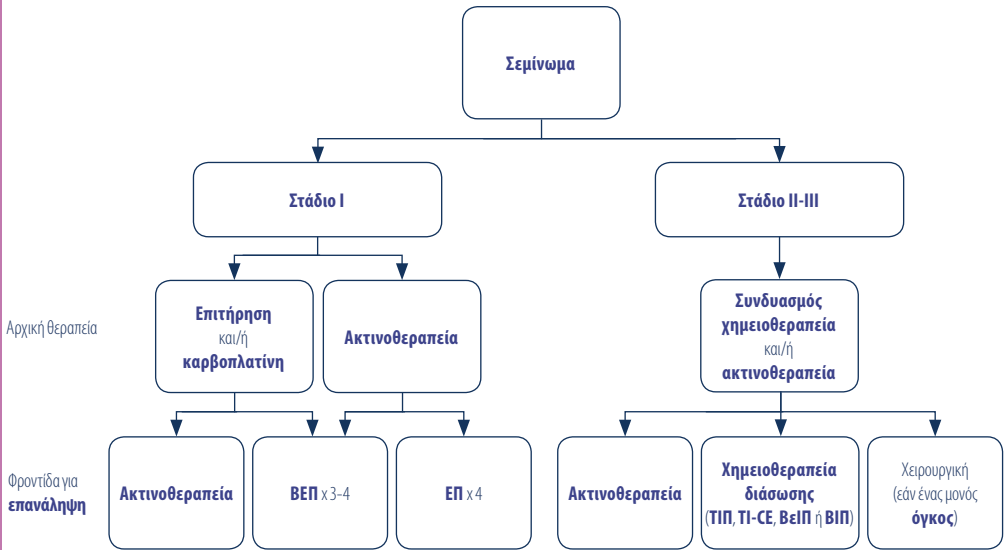 Σεμίνωμα
Στάδιο I
Στάδιο II-III
Αρχική θεραπεία
Επιτήρηση
και/ή
καρβοπλατίνη
Ακτινοθεραπεία
Συνδυασμός
χημειοθεραπεία
και/ή
ακτινοθεραπεία
Φροντίδα για
επανάληψη
Ακτινοθεραπεία
ΒΕΠ x 3-4
ΕΠ x 4
Ακτινοθεραπεία
Χημειοθεραπεία
διάσωσης
(ΤΙΠ, TI-CE, ΒεΙΠ ή ΒΙΠ)
Χειρουργική
(εάν ένας μονός
όγκος)